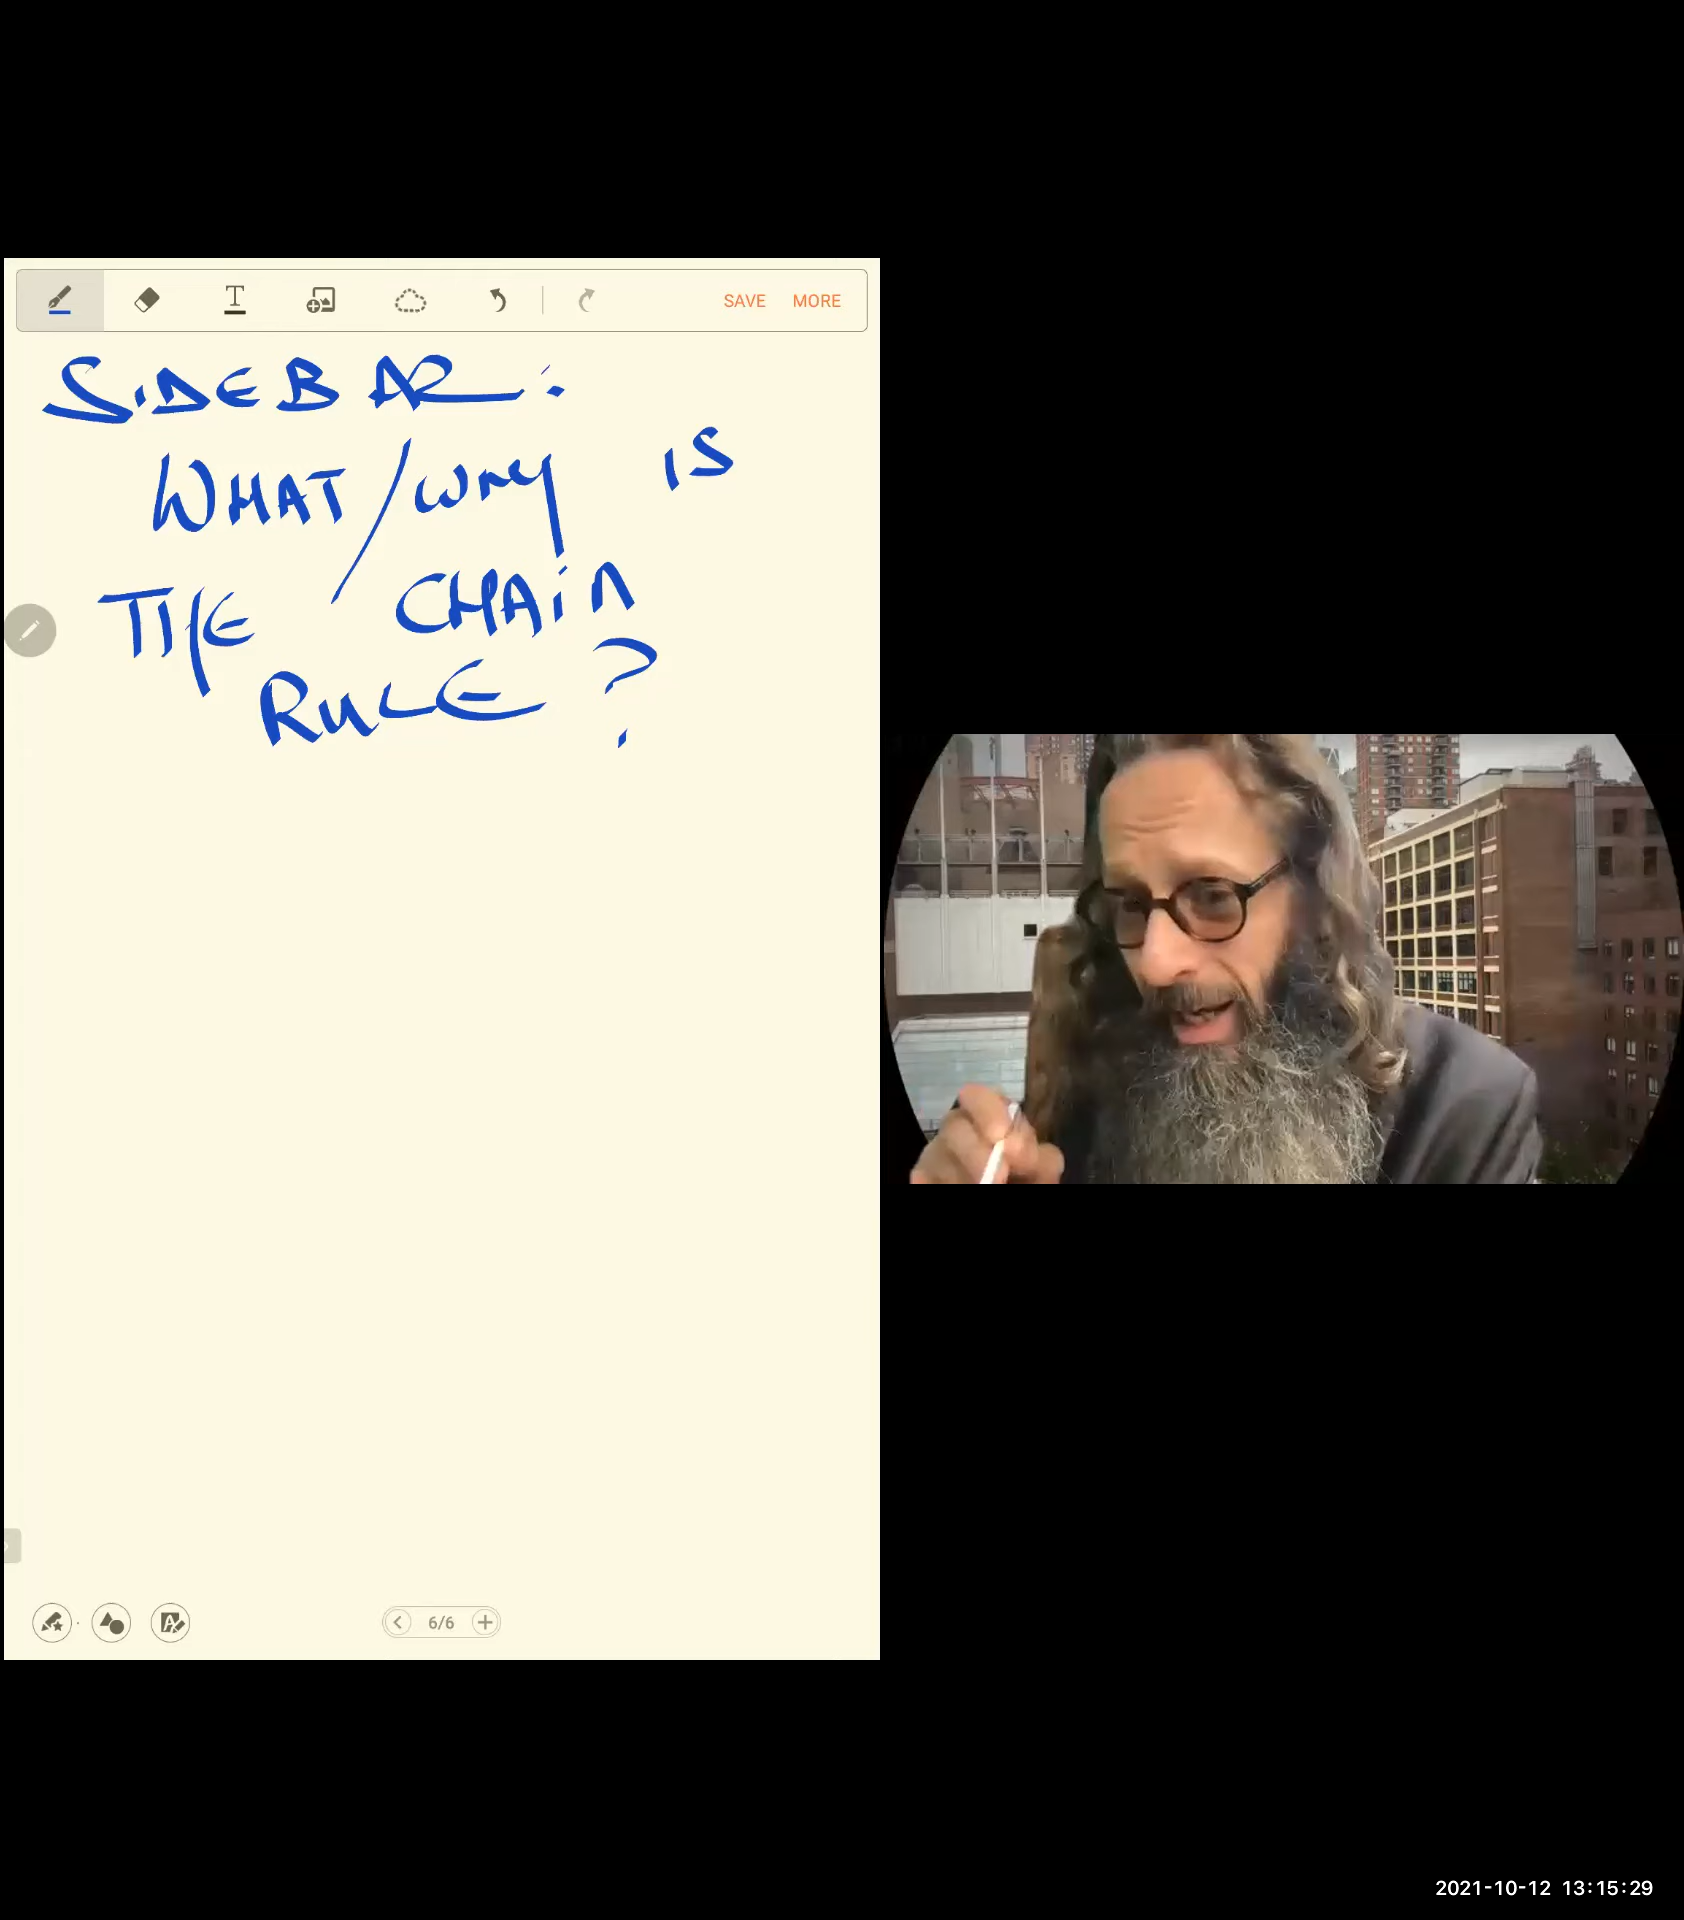 T SAVE MORE
SIDEBAR:
WHAT/WHY IS
THE CHAIN
RULE?
6/6
2021-10-12 13:15:29